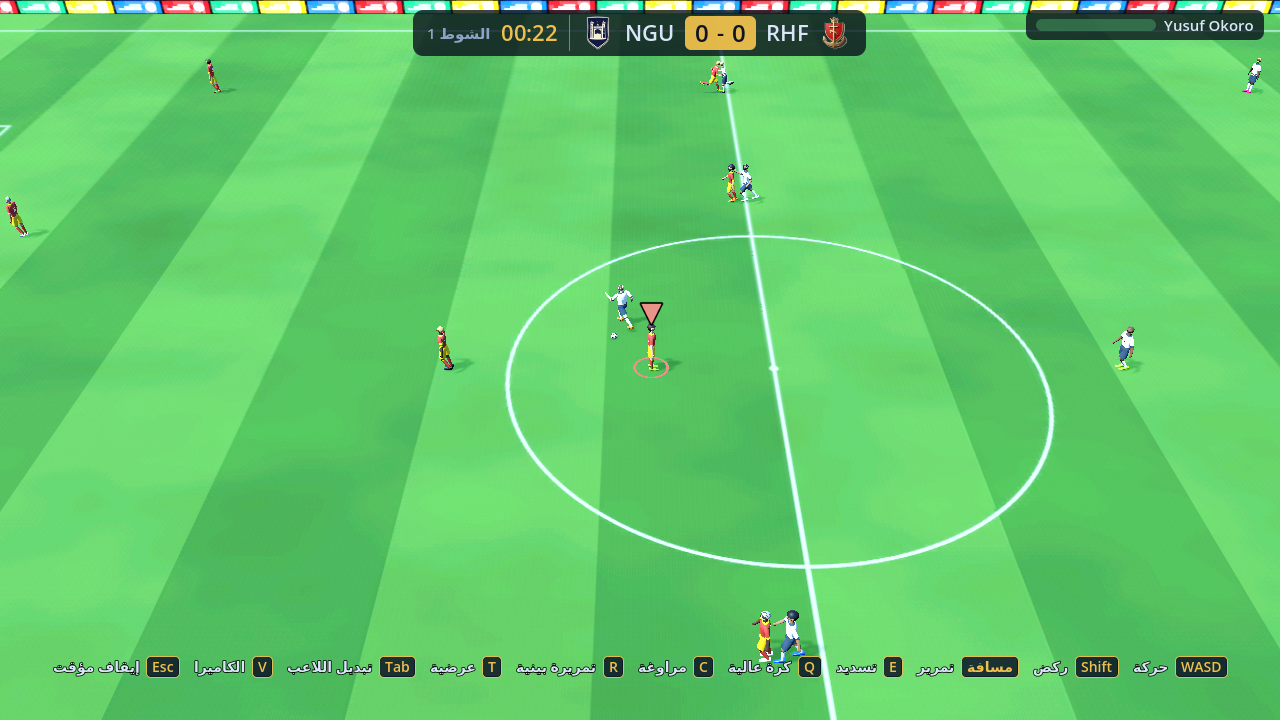 الشوط 1 00:22 NGU 0 - 0 RHF
Yusuf Okoro
WASD حركة Shift ركض مسافة تمرير E تسديد Q كرة عالية C مراوغة R تمريرة بينية T عرضية Tab تبديل اللاعب V الكاميرا Esc إيقاف مؤقت